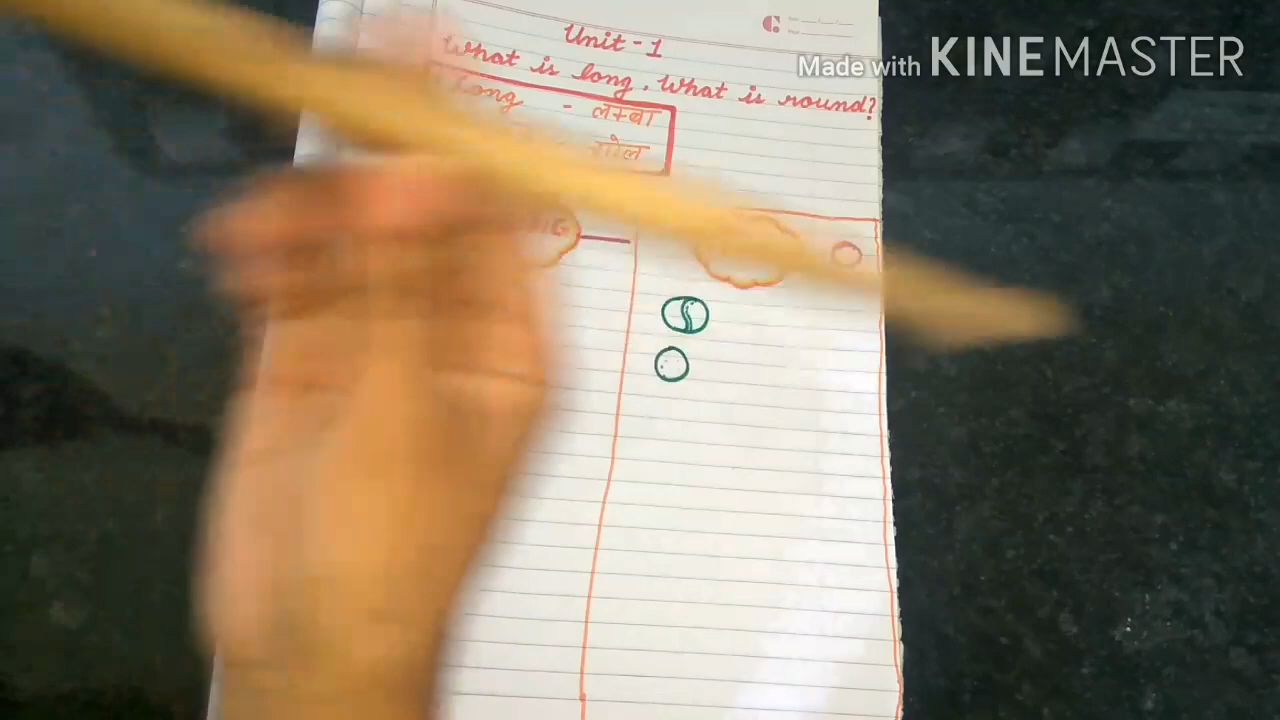 Unit - 1
Made with KINEMASTER
What is long, What is round?
Long - लम्बा
गोल